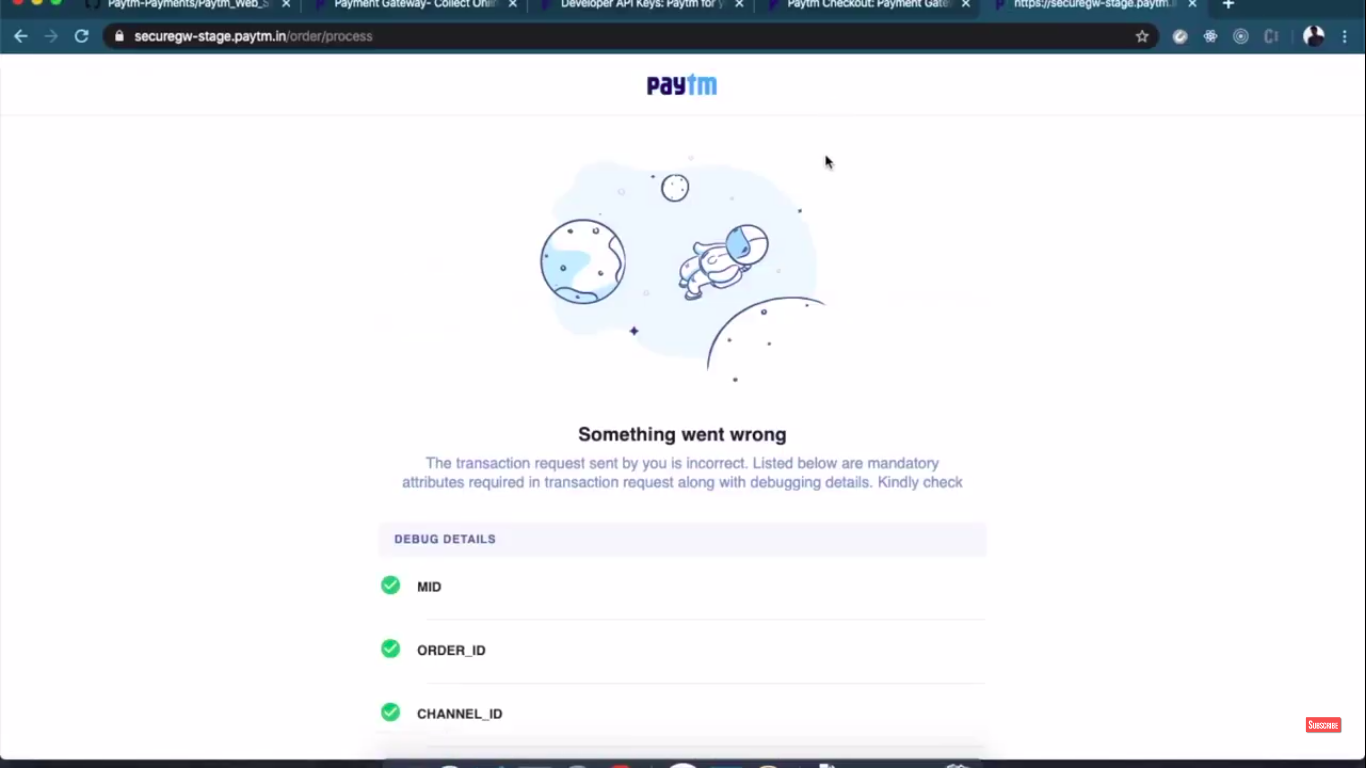 Paytm-Payments/Paytm_Web_S
Payment Gateway- Collect Onli
Developer API Keys: Paytm for y
Paytm Checkout: Payment Gate
https://securegw-stage.paytm.i
securegw-stage.paytm.in/order/process
paytm
Something went wrong
The transaction request sent by you is incorrect. Listed below are mandatory
attributes required in transaction request along with debugging details. Kindly check
DEBUG DETAILS
MID
ORDER_ID
CHANNEL_ID
SUBSCRIBE